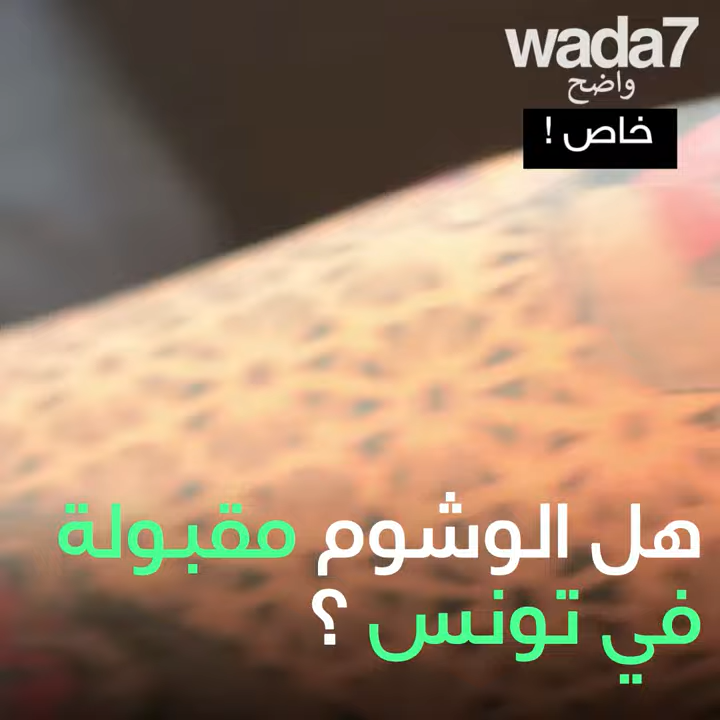 wada7
واضح
خاص !
هل الوشوم مقبولة
في تونس ؟